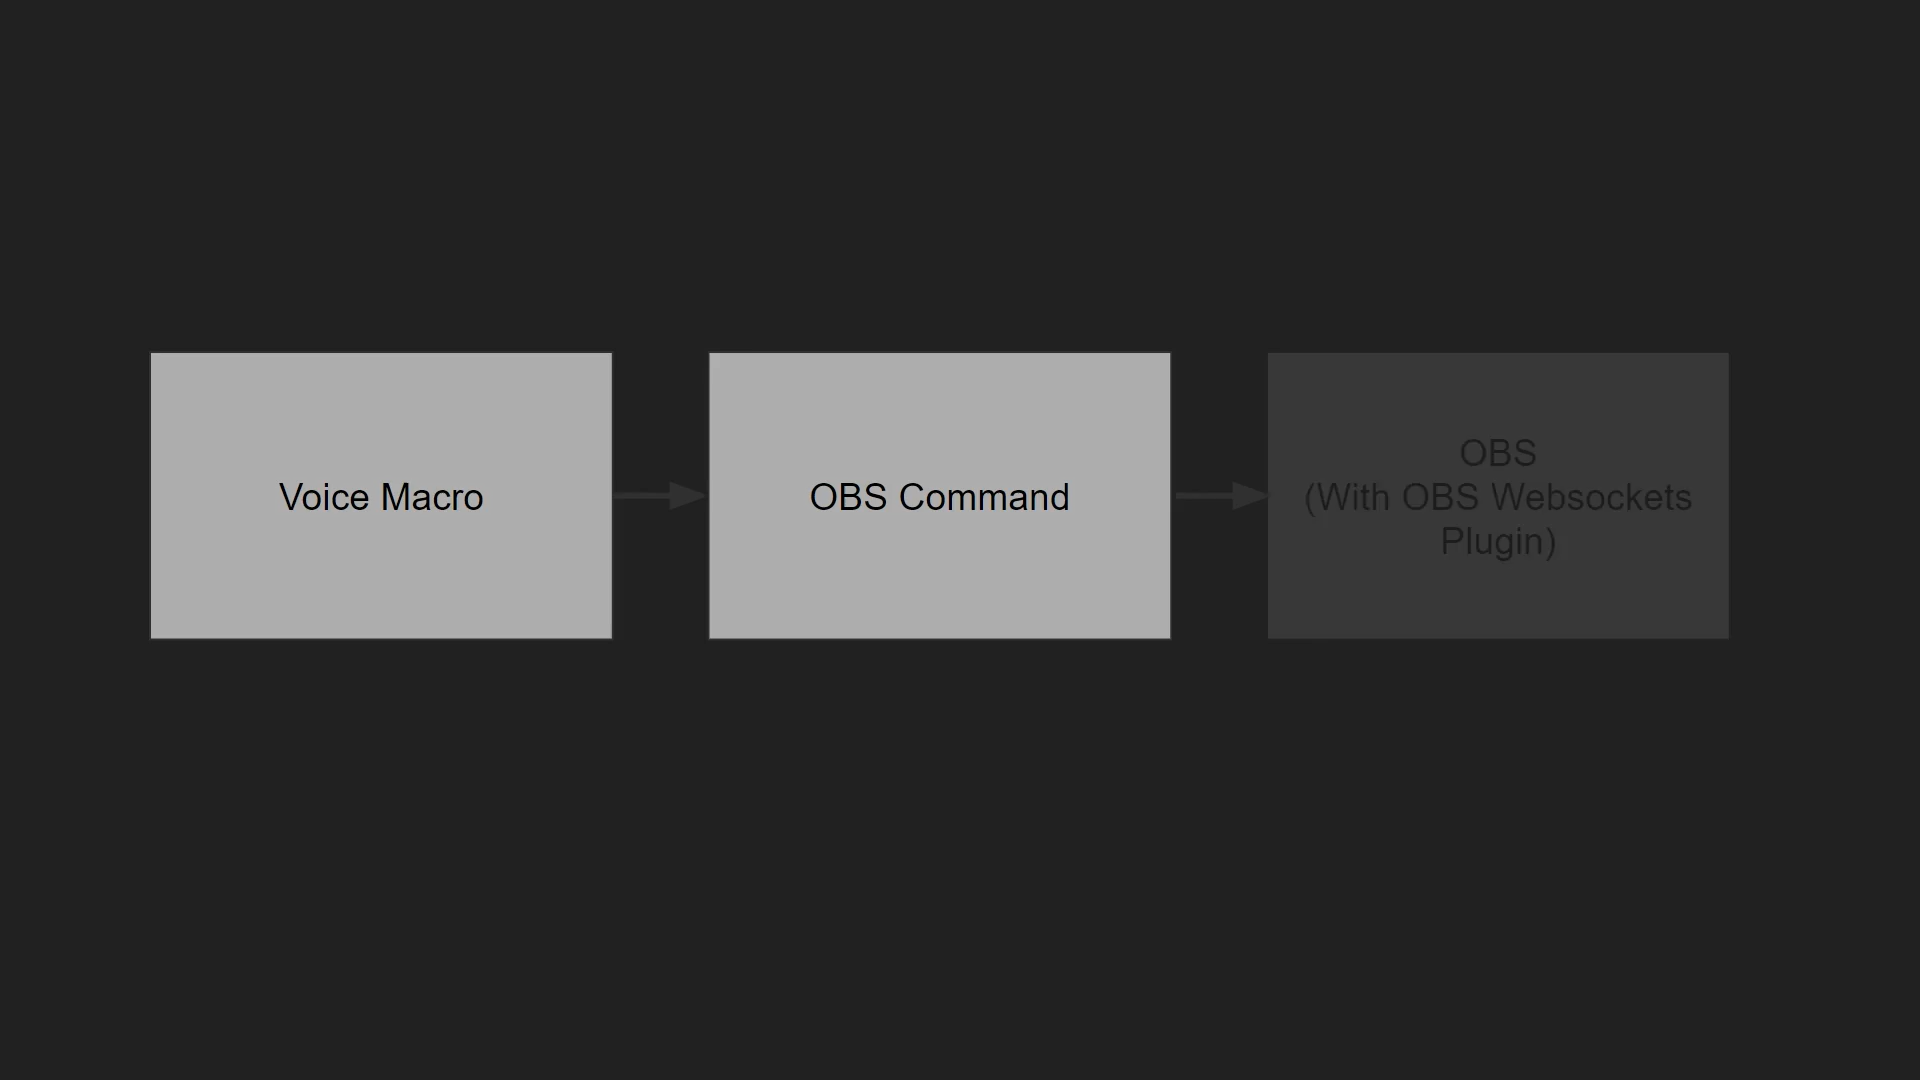 Voice Macro
OBS Command
OBS
(With OBS Websockets
Plugin)